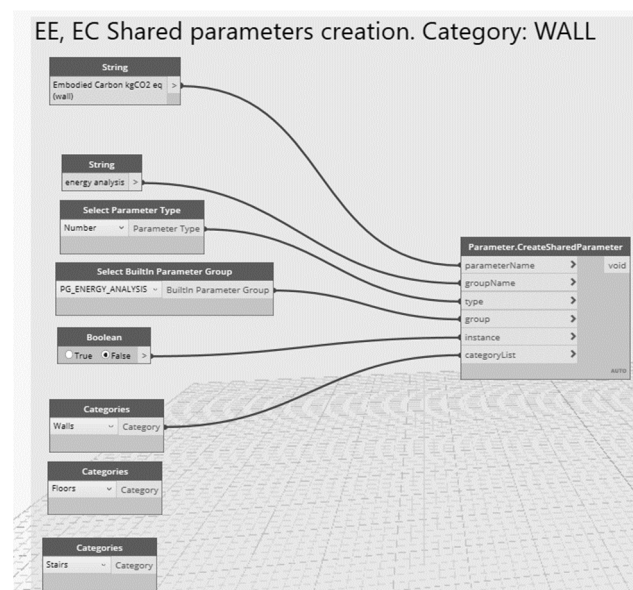 EE, EC Shared parameters creation. Category: WALL
String
Embodied Carbon kgCO2 eq >
(wall)
String
energy analysis >
Select Parameter Type
Number Parameter Type
Select BuiltIn Parameter Group
PG_ENERGY_ANALYSIS BuiltIn Parameter Group
Boolean
True False >
Categories
Walls Category
Categories
Floors Category
Categories
Stairs Category
Parameter.CreateSharedParameter
parameterName > void
groupName >
type >
group >
instance >
categoryList >
AUTO